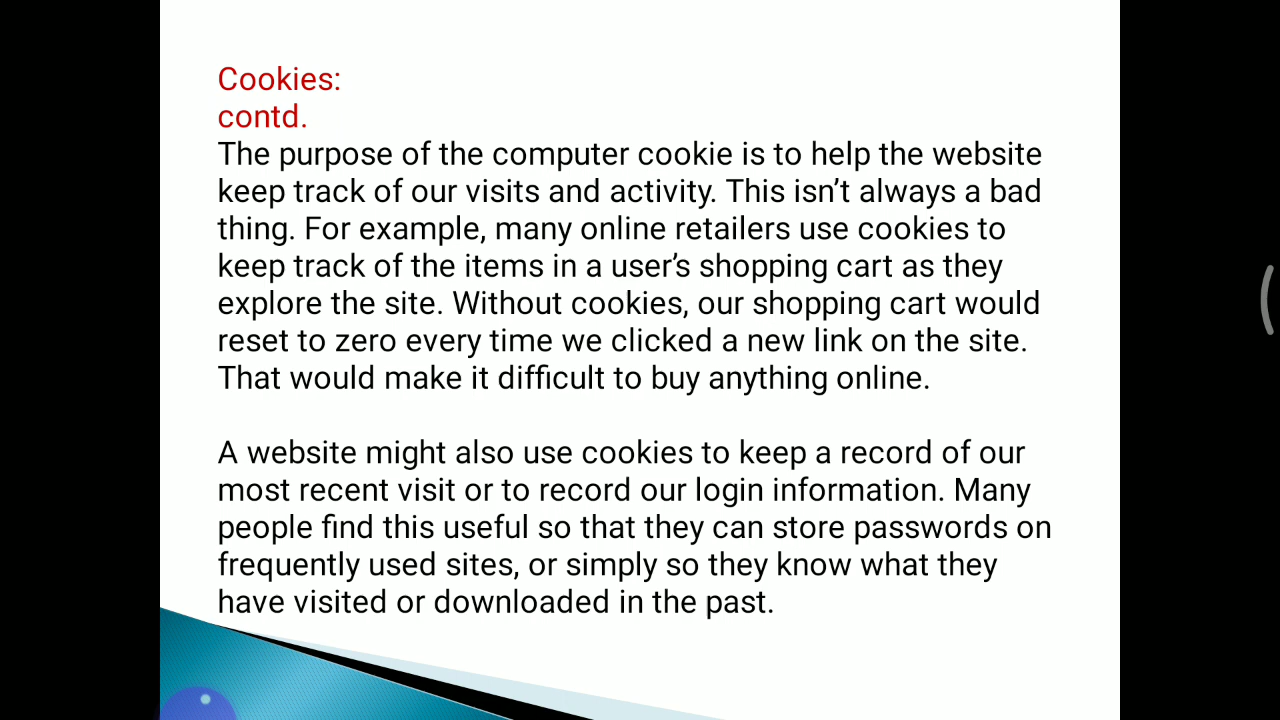 Cookies:
contd.
The purpose of the computer cookie is to help the website
keep track of our visits and activity. This isn’t always a bad
thing. For example, many online retailers use cookies to
keep track of the items in a user’s shopping cart as they
explore the site. Without cookies, our shopping cart would
reset to zero every time we clicked a new link on the site.
That would make it difficult to buy anything online.
A website might also use cookies to keep a record of our
most recent visit or to record our login information. Many
people find this useful so that they can store passwords on
frequently used sites, or simply so they know what they
have visited or downloaded in the past.